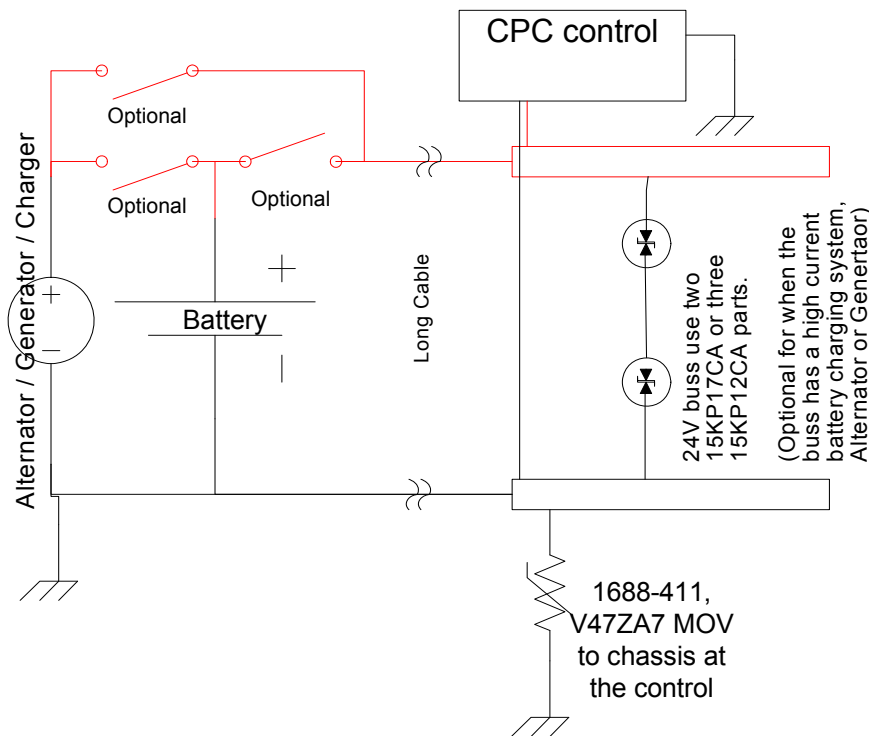 CPC control
Optional
Optional
Optional
Alternator / Generator / Charger
+
−
+
Battery
−
Long Cable
24V buss use two
15KP17CA or three
15KP12CA parts.
(Optional for when the
buss has a high current
battery charging system,
Alternator or Genertaor)
1688-411,
V47ZA7 MOV
to chassis at
the control